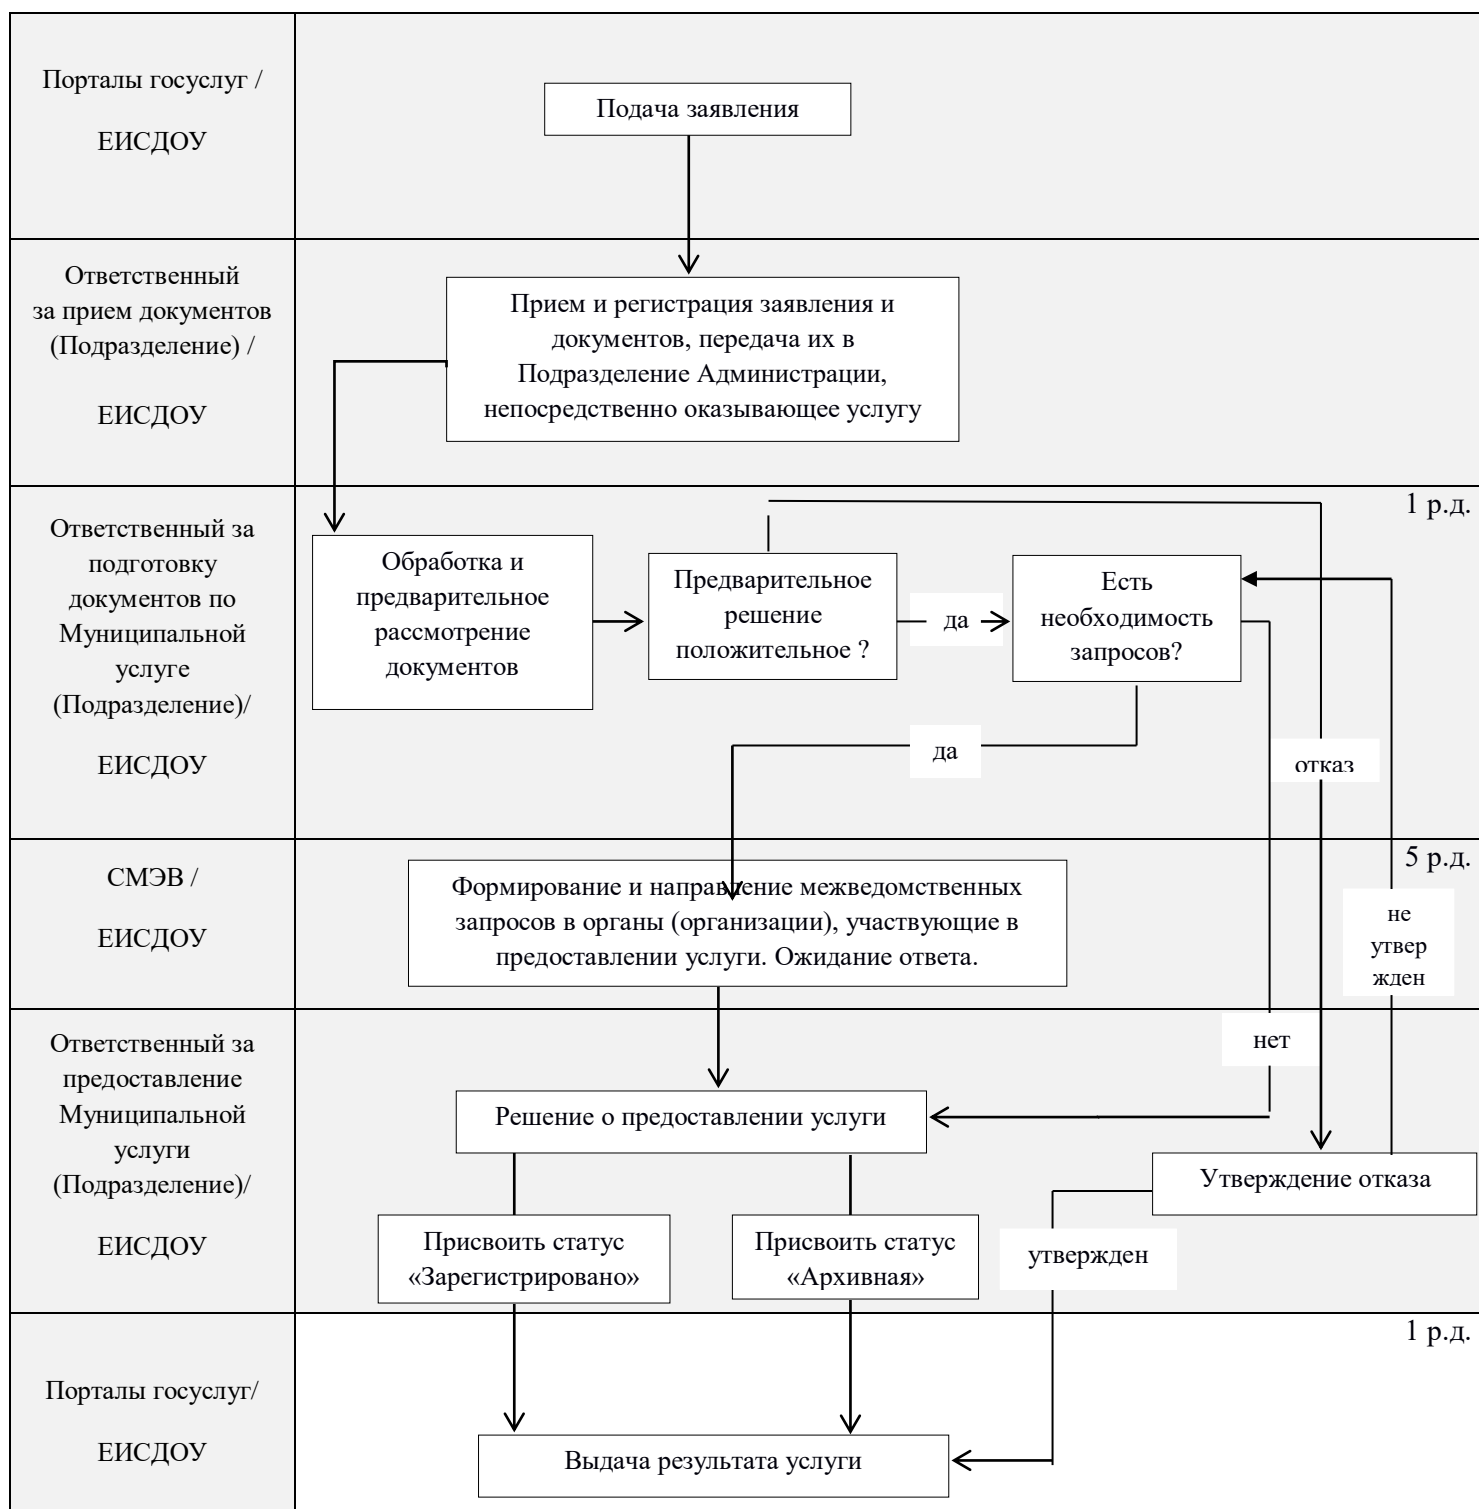 Порталы госуслуг /
ЕИСДОУ
Подача заявления
Ответственный
за прием документов
(Подразделение) /
ЕИСДОУ
Прием и регистрация заявления и
документов, передача их в
Подразделение Администрации,
непосредственно оказывающее услугу
1 р.д.
Ответственный за
подготовку
документов по
Муниципальной
услуге
(Подразделение)/
ЕИСДОУ
Обработка и
предварительное
рассмотрение
документов
Предварительное
решение
положительное ?
да
Есть
необходимость
запросов?
да
отказ
5 р.д.
СМЭВ /
ЕИСДОУ
Формирование и направление межведомственных
запросов в органы (организации), участвующие в
предоставлении услуги. Ожидание ответа.
не
утвер
жден
Ответственный за
предоставление
Муниципальной
услуги
(Подразделение)/
ЕИСДОУ
нет
Решение о предоставлении услуги
Утверждение отказа
Присвоить статус
«Зарегистрировано»
Присвоить статус
«Архивная»
утвержден
1 р.д.
Порталы госуслуг/
ЕИСДОУ
Выдача результата услуги